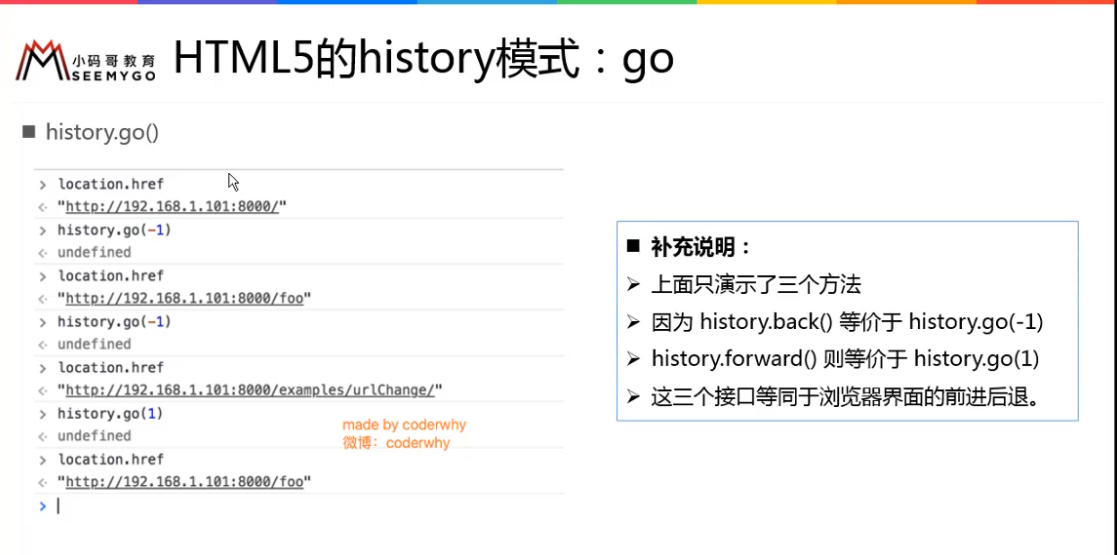 小码哥教育
SEEMYGO
HTML5的history模式：go
■ history.go()
> location.href
<· "http://192.168.1.101:8000/"
> history.go(-1)
<· undefined
> location.href
<· "http://192.168.1.101:8000/foo"
> history.go(-1)
<· undefined
> location.href
<· "http://192.168.1.101:8000/examples/urlChange/"
> history.go(1)
<· undefined
> location.href
<· "http://192.168.1.101:8000/foo"
>
made by coderwhy
微博：coderwhy
■ 补充说明：
➢ 上面只演示了三个方法
➢ 因为 history.back() 等价于 history.go(-1)
➢ history.forward() 则等价于 history.go(1)
➢ 这三个接口等同于浏览器界面的前进后退。